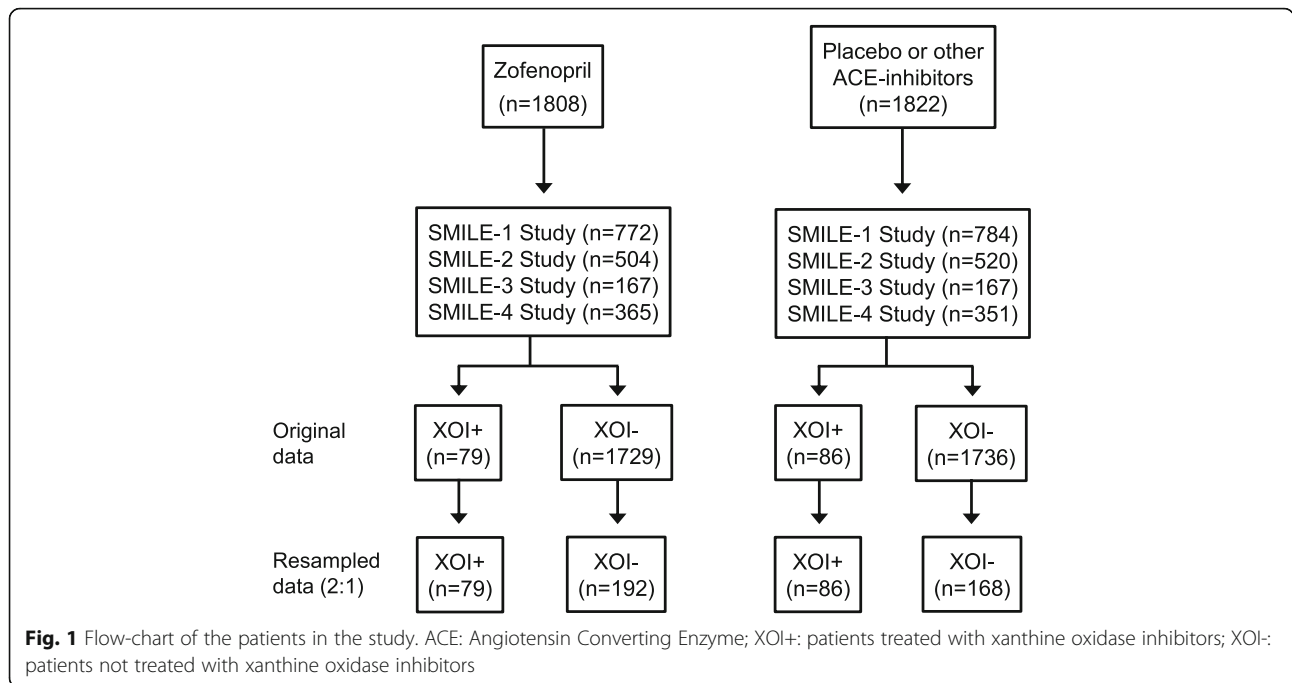 Zofenopril
(n=1808)
Placebo or other
ACE-inhibitors
(n=1822)
SMILE-1 Study (n=772)
SMILE-2 Study (n=504)
SMILE-3 Study (n=167)
SMILE-4 Study (n=365)
SMILE-1 Study (n=784)
SMILE-2 Study (n=520)
SMILE-3 Study (n=167)
SMILE-4 Study (n=351)
Original
data
XOI+
(n=79)
XOI-
(n=1729)
XOI+
(n=86)
XOI-
(n=1736)
Resampled
data (2:1)
XOI+
(n=79)
XOI-
(n=192)
XOI+
(n=86)
XOI-
(n=168)
Fig. 1 Flow-chart of the patients in the study. ACE: Angiotensin Converting Enzyme; XOI+: patients treated with xanthine oxidase inhibitors; XOI-:
patients not treated with xanthine oxidase inhibitors